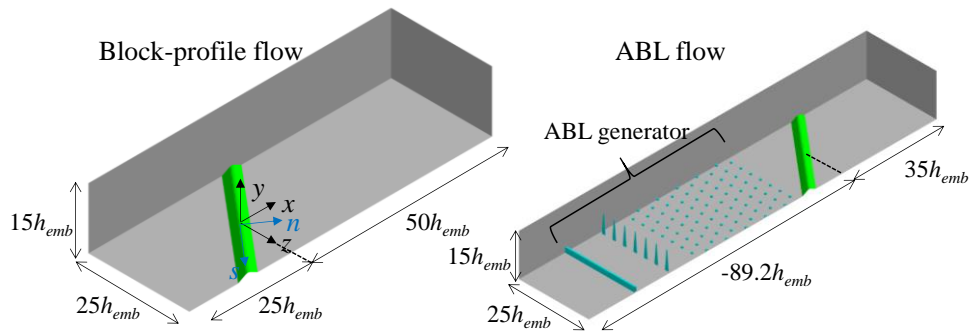 Block-profile flow
y
x
n
z
s
15h_emb
25h_emb
25h_emb
50h_emb
ABL flow
ABL generator
15h_emb
25h_emb
-89.2h_emb
35h_emb